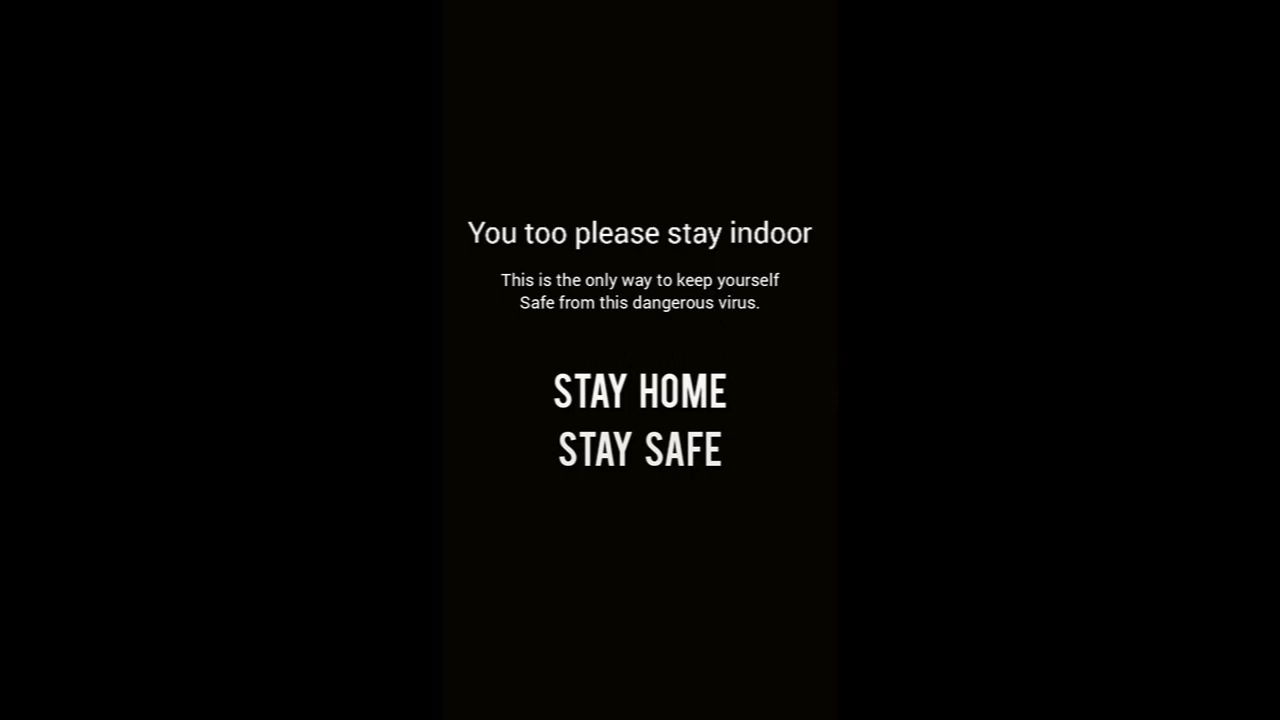 You too please stay indoor
This is the only way to keep yourself
Safe from this dangerous virus.
STAY HOME
STAY SAFE